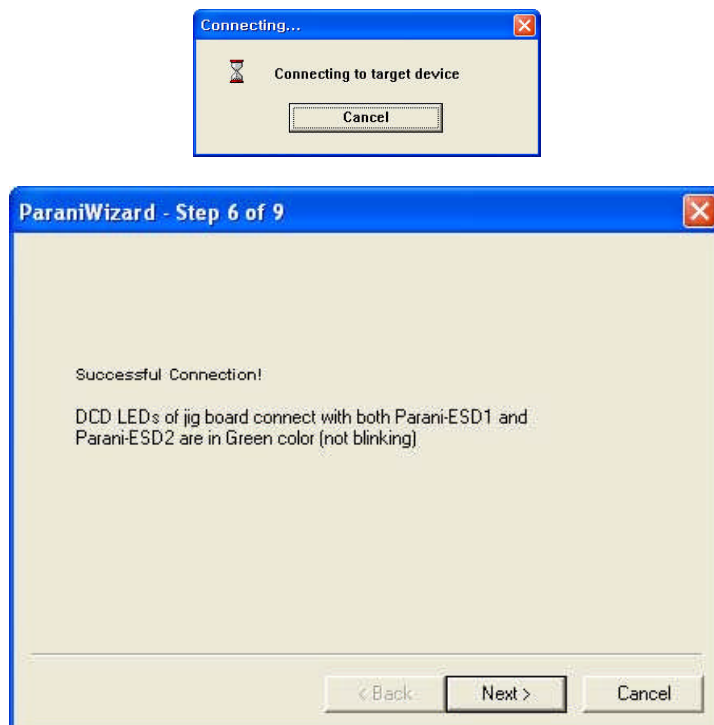 Connecting...
Connecting to target device
Cancel
ParaniWizard - Step 6 of 9
Successful Connection!
DCD LEDs of jig board connect with both Parani-ESD1 and
Parani-ESD2 are in Green color (not blinking)
< Back
Next >
Cancel